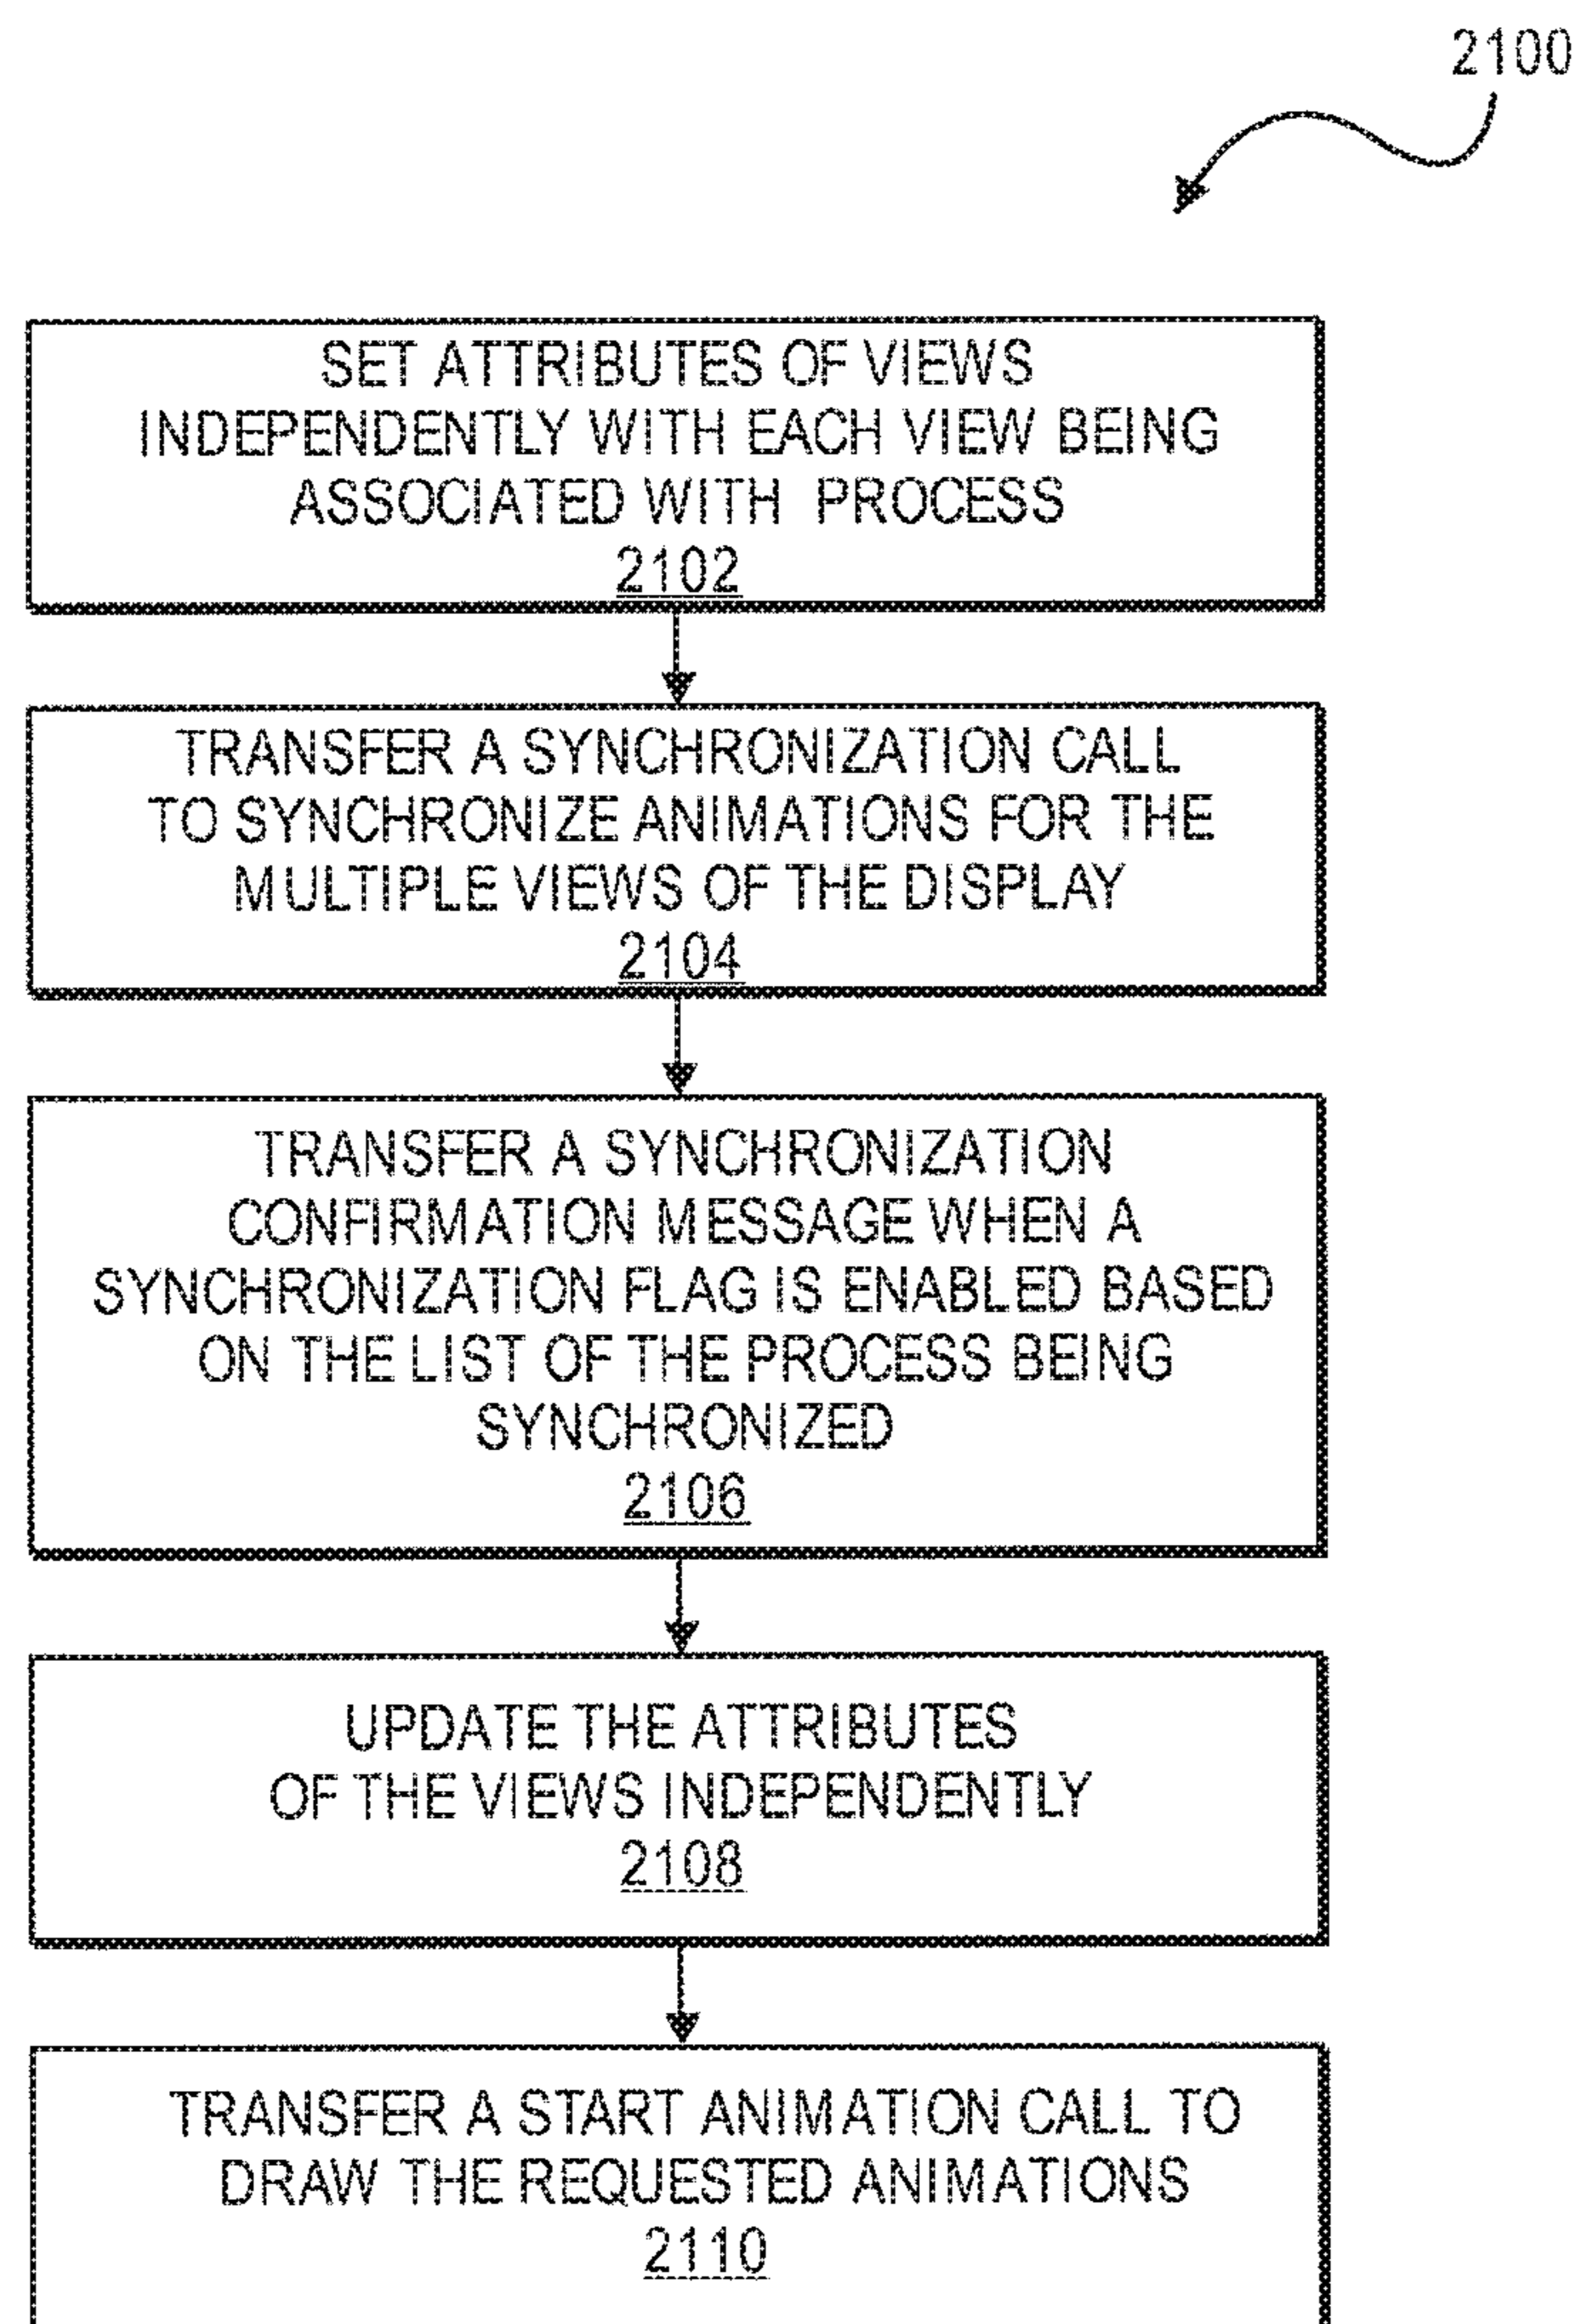 2100
SET ATTRIBUTES OF VIEWS
INDEPENDENTLY WITH EACH VIEW BEING
ASSOCIATED WITH PROCESS
2102
TRANSFER A SYNCHRONIZATION CALL
TO SYNCHRONIZE ANIMATIONS FOR THE
MULTIPLE VIEWS OF THE DISPLAY
2104
TRANSFER A SYNCHRONIZATION
CONFIRMATION MESSAGE WHEN A
SYNCHRONIZATION FLAG IS ENABLED BASED
ON THE LIST OF THE PROCESS BEING
SYNCHRONIZED
2106
UPDATE THE ATTRIBUTES
OF THE VIEWS INDEPENDENTLY
2108
TRANSFER A START ANIMATION CALL TO
DRAW THE REQUESTED ANIMATIONS
2110